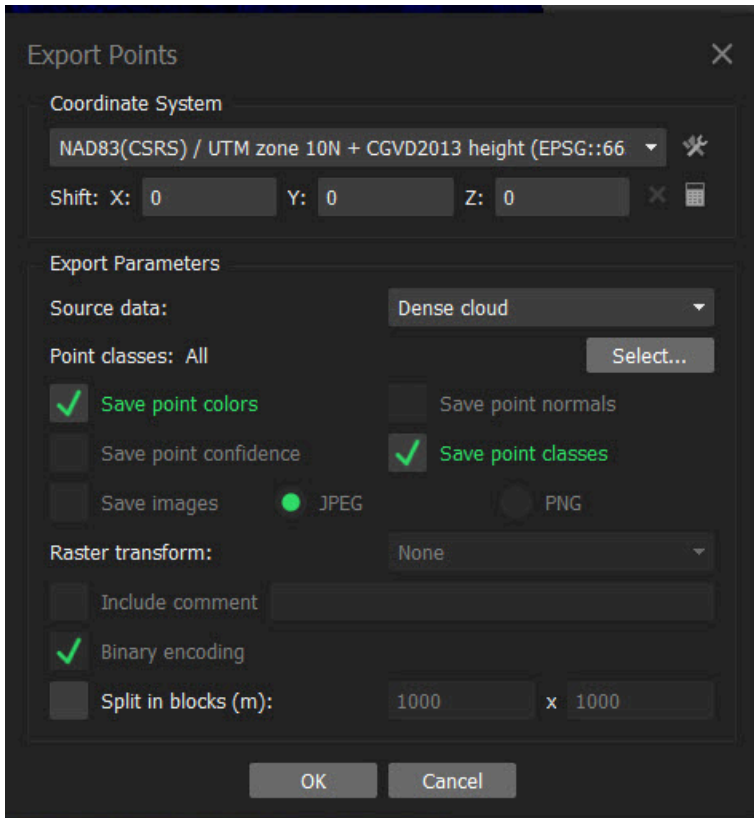 Export Points
Coordinate System
NAD83(CSRS) / UTM zone 10N + CGVD2013 height (EPSG::66
Shift: X: 0 Y: 0 Z: 0
Export Parameters
Source data: Dense cloud
Point classes: All Select...
Save point colors Save point normals
Save point confidence Save point classes
Save images JPEG PNG
Raster transform: None
Include comment
Binary encoding
Split in blocks (m): 1000 x 1000
OK Cancel